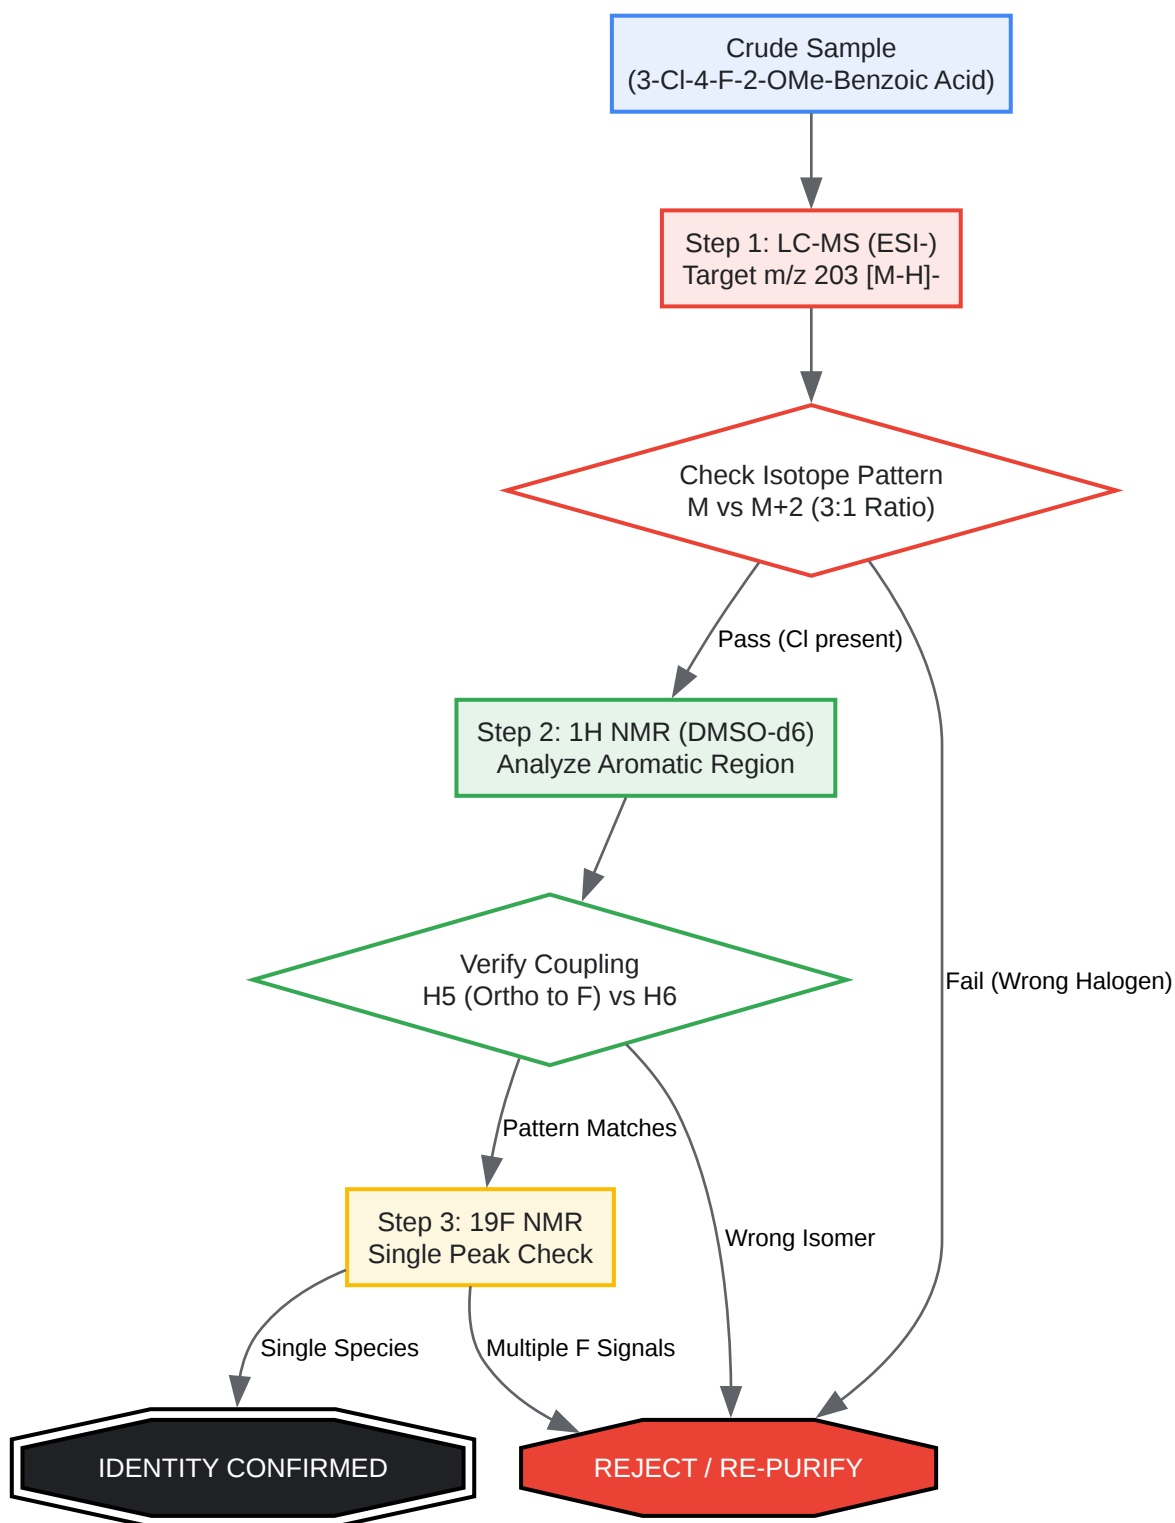 Crude Sample
(3-Cl-4-F-2-OMe-Benzoic Acid)
Step 1: LC-MS (ESI-)
Target m/z 203 [M-H]-
Check Isotope Pattern
M vs M+2 (3:1 Ratio)
Pass (Cl present)
Step 2: 1H NMR (DMSO-d6)
Analyze Aromatic Region
Verify Coupling
H5 (Ortho to F) vs H6
Fail (Wrong Halogen)
Pattern Matches
Step 3: 19F NMR
Single Peak Check
Wrong Isomer
Single Species
Multiple F Signals
IDENTITY CONFIRMED
REJECT / RE-PURIFY